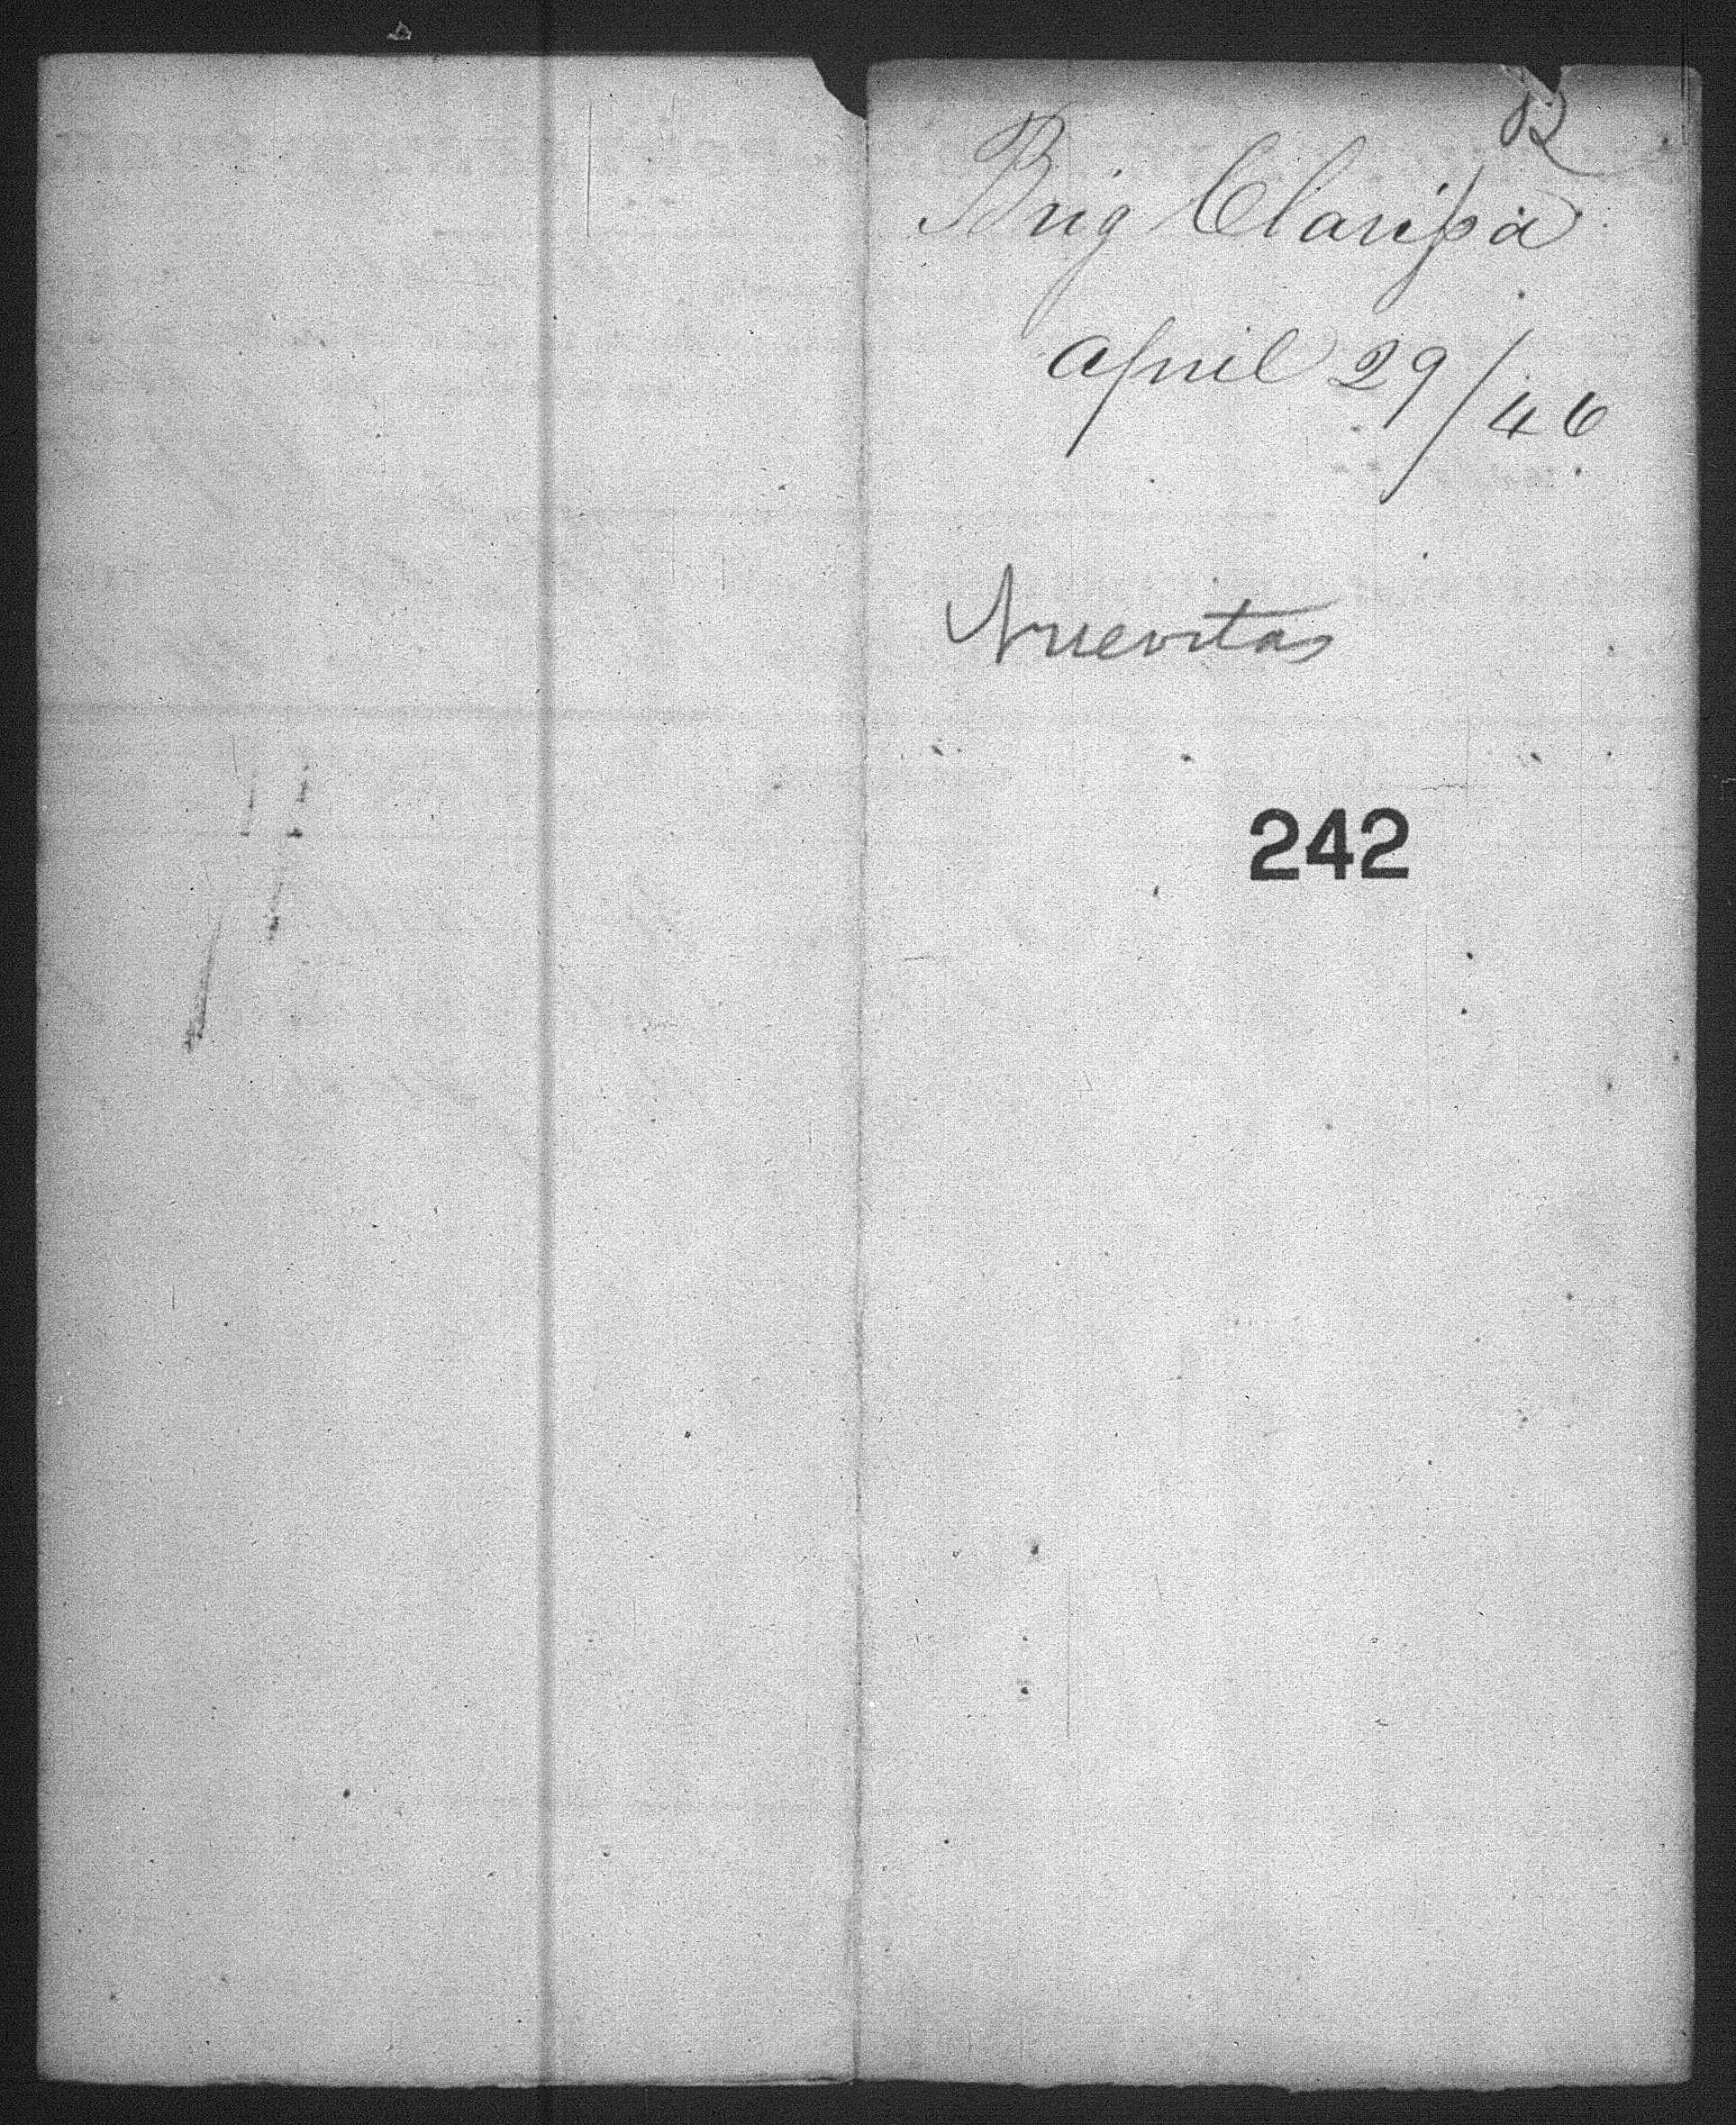 Brig Clarissa
April 29/46
Nuevitas
242